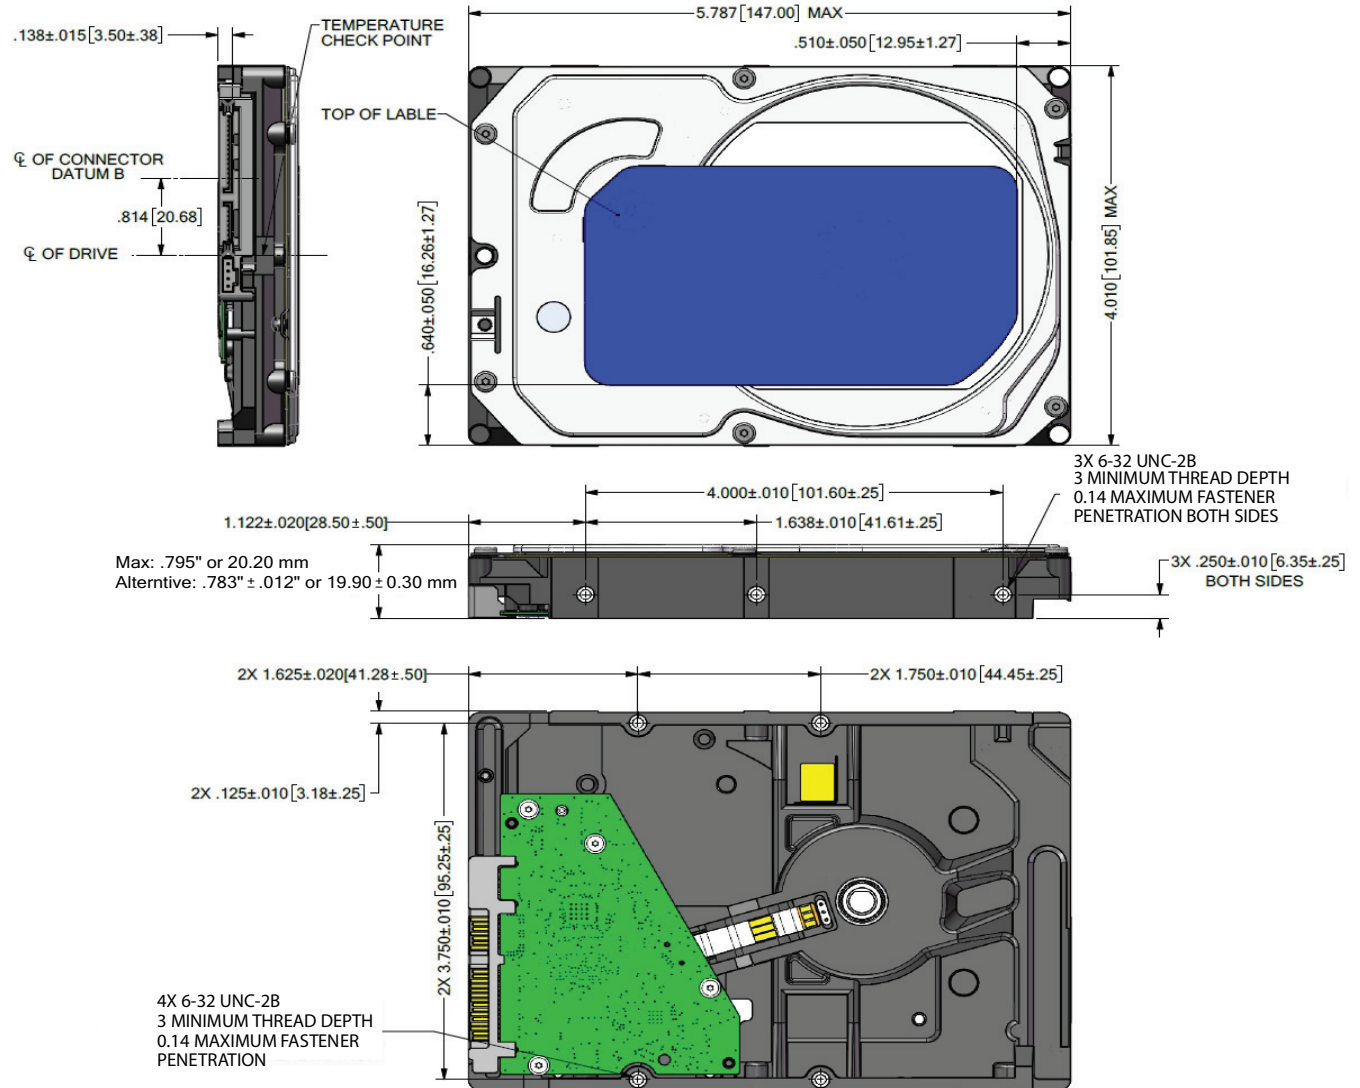 5.787[147.00] MAX
.138±.015[3.50±.38]
TEMPERATURE
CHECK POINT
.510±.050[12.95±1.27]
TOP OF LABLE
℄ OF CONNECTOR
DATUM B
.814[20.68]
℄ OF DRIVE
.640±.050[16.26±1.27]
4.010[101.85] MAX
3X 6-32 UNC-2B
3 MINIMUM THREAD DEPTH
0.14 MAXIMUM FASTENER
PENETRATION BOTH SIDES
4.000±.010[101.60±.25]
1.122±.020[28.50±.50]
1.638±.010[41.61±.25]
Max: .795" or 20.20 mm
Alterntive: .783" ± .012" or 19.90 ± 0.30 mm
3X .250±.010[6.35±.25]
BOTH SIDES
2X 1.625±.020[41.28±.50]
2X 1.750±.010[44.45±.25]
2X .125±.010[3.18±.25]
2X 3.750±.010[95.25±.25]
4X 6-32 UNC-2B
3 MINIMUM THREAD DEPTH
0.14 MAXIMUM FASTENER
PENETRATION